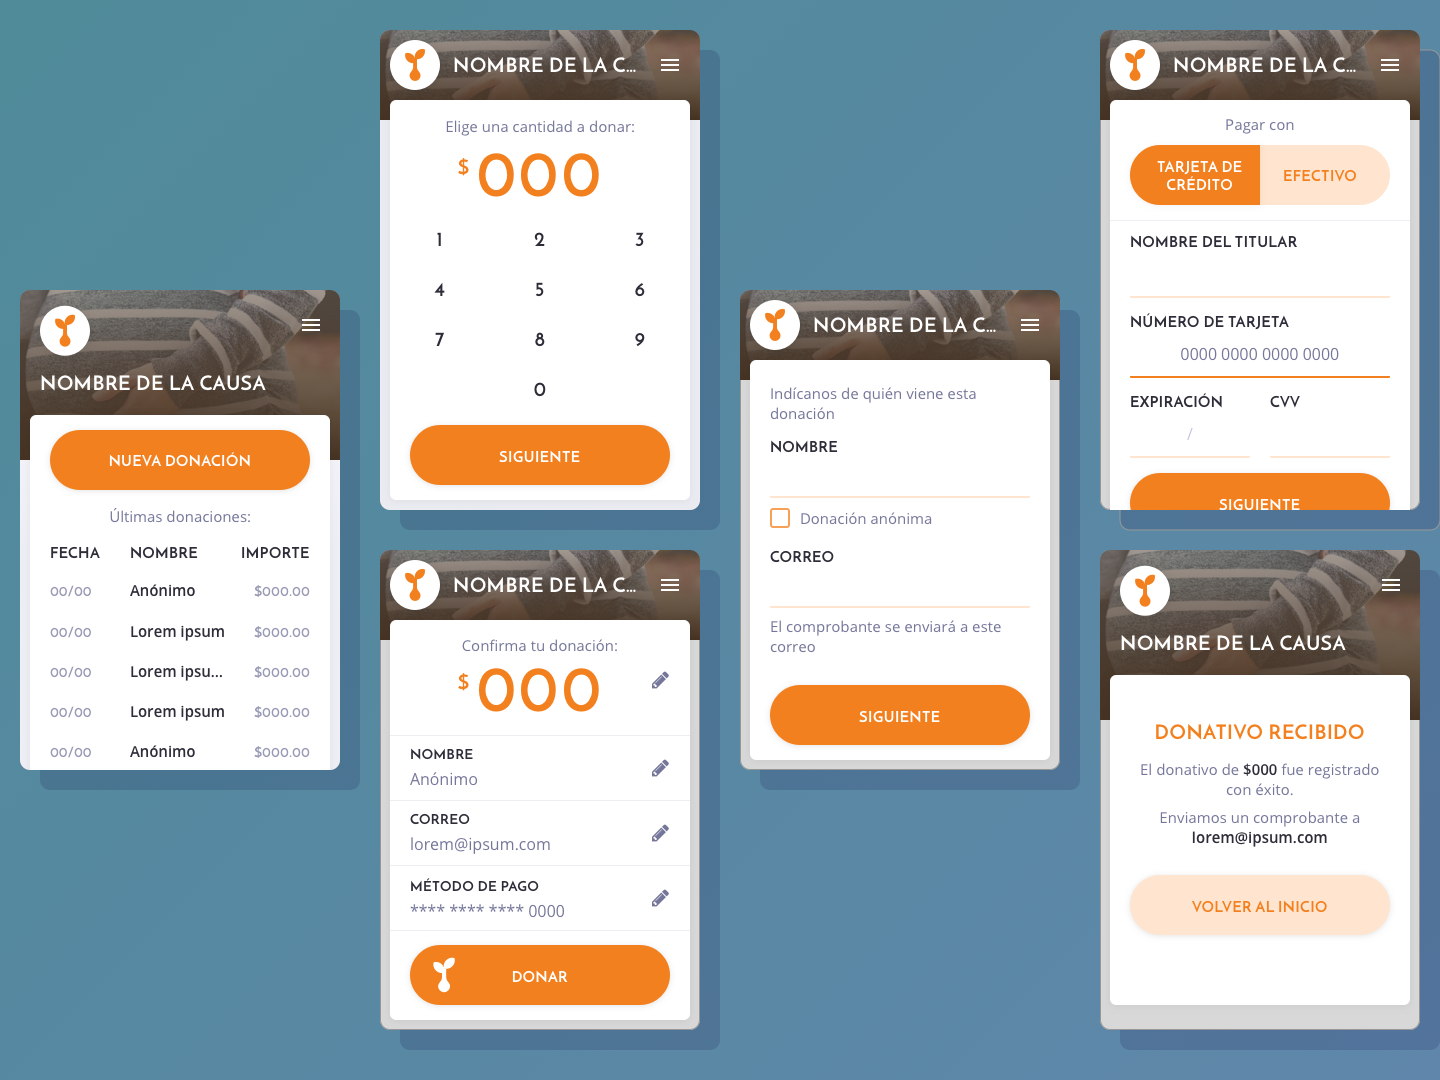 NOMBRE DE LA CAUSA
NUEVA DONACIÓN
Últimas donaciones:
FECHA NOMBRE IMPORTE
00/00 Anónimo $000.00
00/00 Lorem ipsum $000.00
00/00 Lorem ipsu... $000.00
00/00 Lorem ipsum $000.00
00/00 Anónimo $000.00
NOMBRE DE LA C...
Elige una cantidad a donar:
$ 000
1 2 3
4 5 6
7 8 9
0
SIGUIENTE
NOMBRE DE LA C...
Confirma tu donación:
$ 000
NOMBRE
Anónimo
CORREO
lorem@ipsum.com
MÉTODO DE PAGO
**** **** **** 0000
DONAR
NOMBRE DE LA C...
Indícanos de quién viene esta
donación
NOMBRE
Donación anónima
CORREO
El comprobante se enviará a este
correo
SIGUIENTE
NOMBRE DE LA C...
Pagar con
TARJETA DE
CRÉDITO
EFECTIVO
NOMBRE DEL TITULAR
NÚMERO DE TARJETA
0000 0000 0000 0000
EXPIRACIÓN CVV
/
SIGUIENTE
NOMBRE DE LA CAUSA
DONATIVO RECIBIDO
El donativo de $000 fue registrado
con éxito.
Enviamos un comprobante a
lorem@ipsum.com
VOLVER AL INICIO